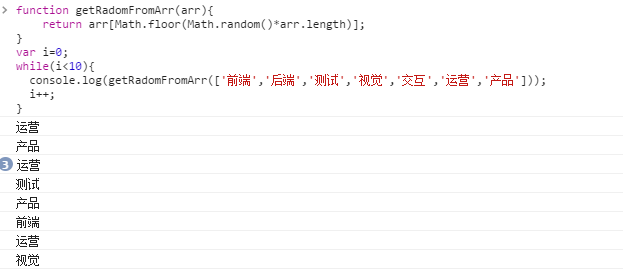 > function getRadomFromArr(arr){
    return arr[Math.floor(Math.random()*arr.length)];
}
var i=0;
while(i<10){
  console.log(getRadomFromArr(['前端','后端','测试','视觉','交互','运营','产品']));
  i++;
}
运营
产品
3 运营
测试
产品
前端
运营
视觉